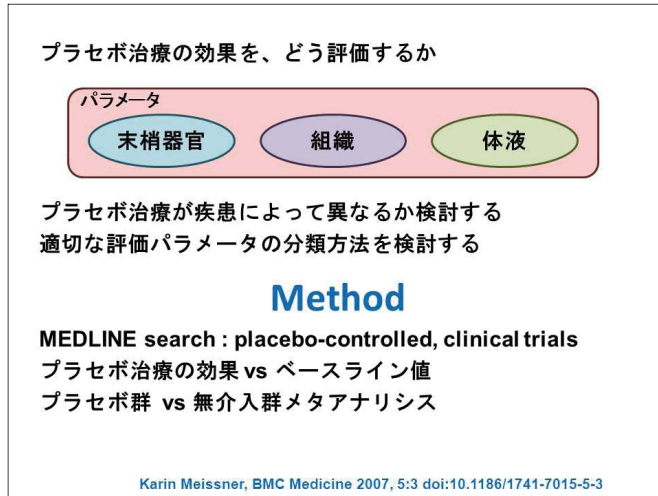 プラセボ治療の効果を、どう評価するか
パラメータ
末梢器官 組織 体液
プラセボ治療が疾患によって異なるか検討する
適切な評価パラメータの分類方法を検討する
Method
MEDLINE search : placebo-controlled, clinical trials
プラセボ治療の効果 vs ベースライン値
プラセボ群 vs 無介入群メタアナリシス
Karin Meissner, BMC Medicine 2007, 5:3 doi:10.1186/1741-7015-5-3